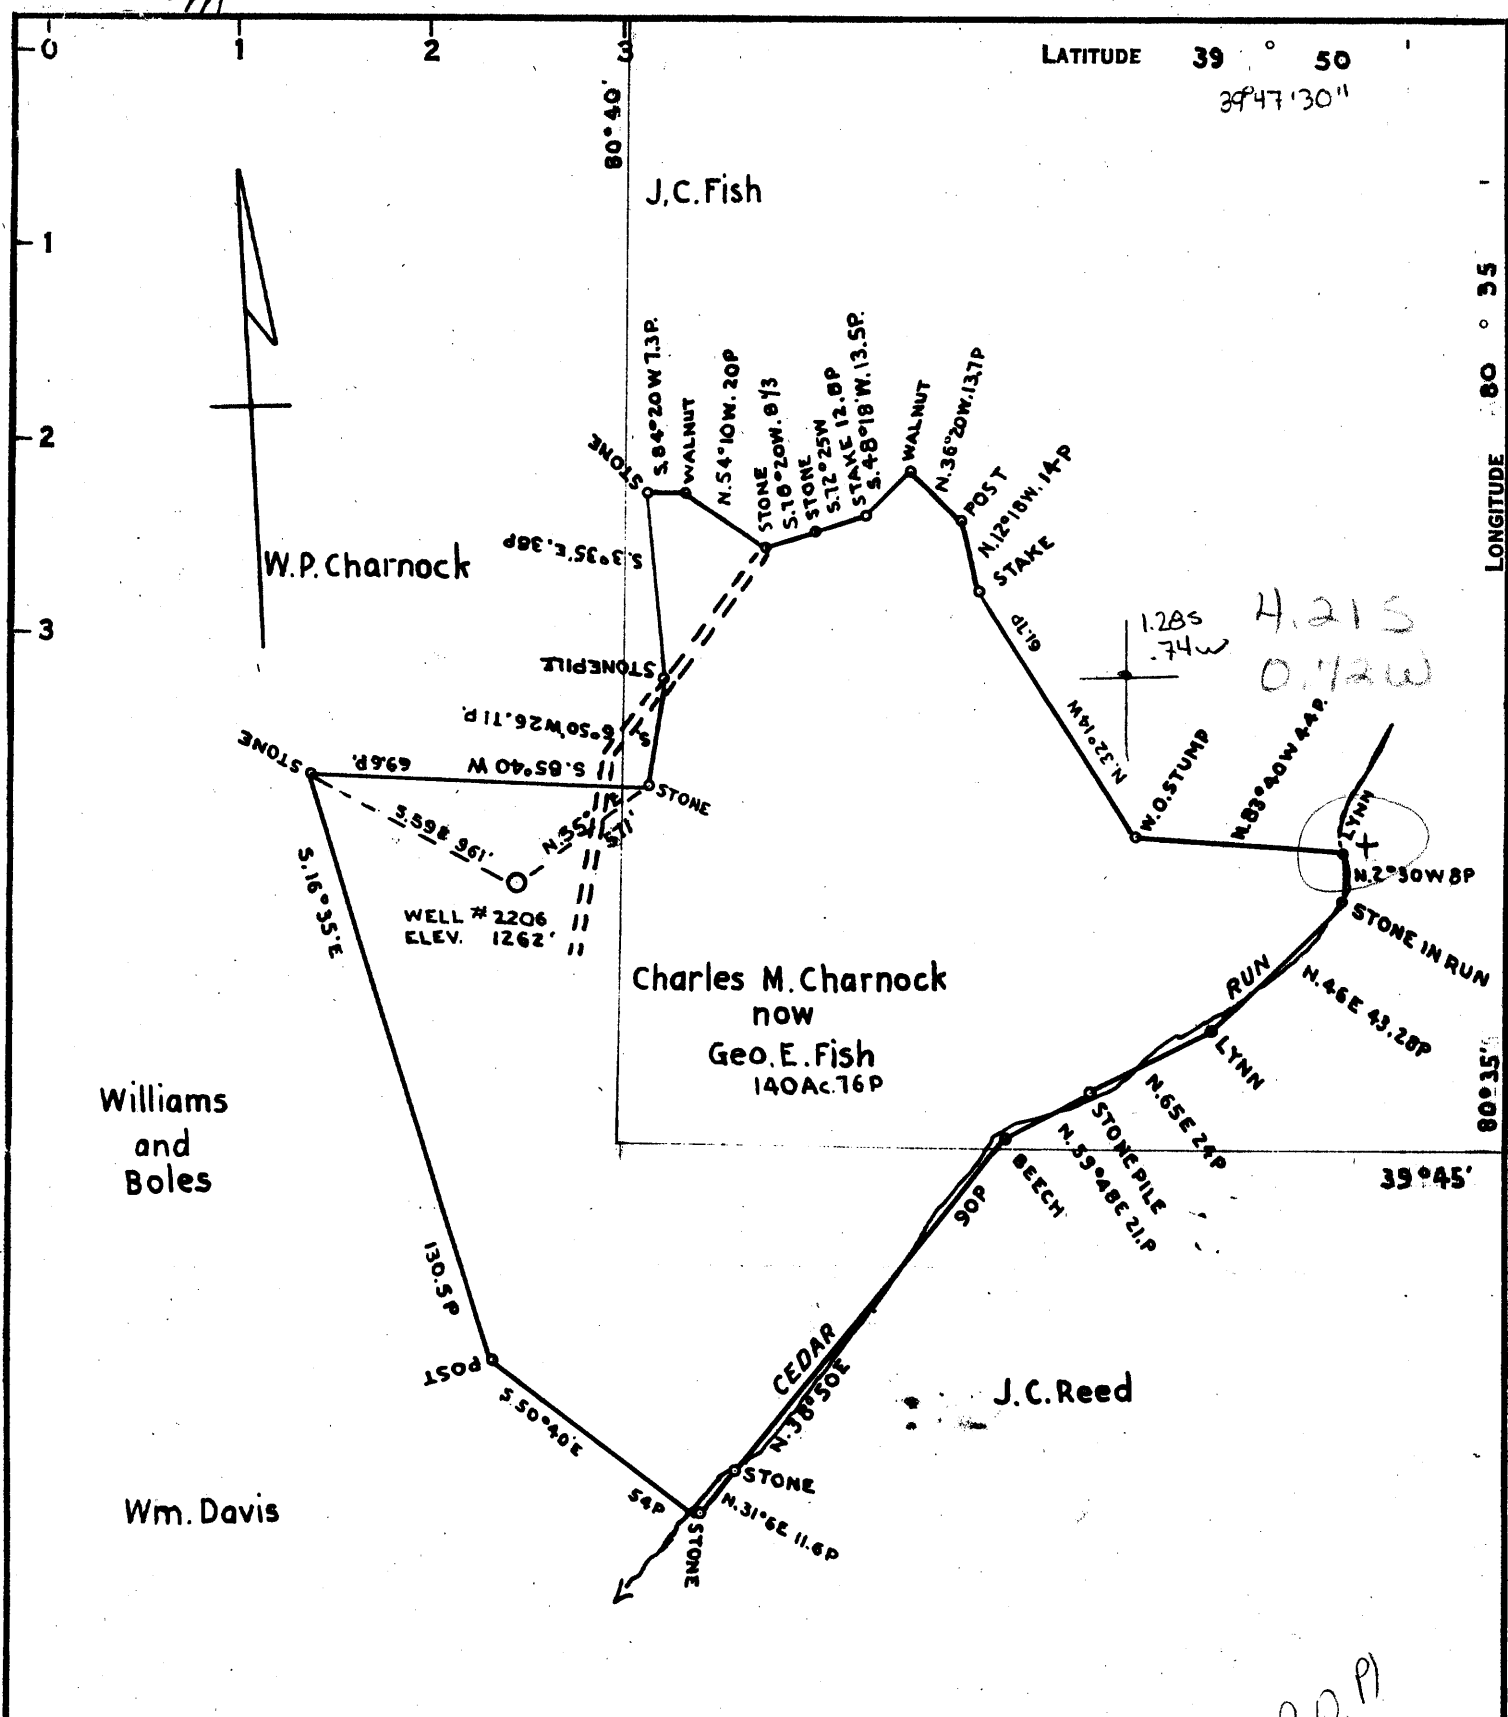 0
1
2
3
LATITUDE 39 ° 50 '
39°47'30"
80°40'
J.C. Fish
1
2
3
LONGITUDE 80 ° 35 '
W.P. Charnock
STONE
S.84°20W 7.3P.
WALNUT
N.54°10W. 20P
STONE
S.78°20W. 8 1/3
STONE
S.72°25W
STAKE 12.8P
S.48°18'W. 13.5P.
WALNUT
N.36°20W. 13.7P
POST
N.12°18W. 14-P
STAKE
61.7P
N.32°14W
S.3°35'E. 38P
STONEPILE
S. 6°50'W 26.71P.
1.28S
.74W
4.21S
0.72W
STONE
69.6P.
S. 85°40 W
STONE
S.59E 961'
N.55°
571'
WELL # 2206
ELEV. 1262'
W.O. STUMP
N.83°40W 44P.
LYNN
N.2°30W 8P
STONE IN RUN
N.46E 43.28P
RUN
LYNN
N.65E 24P
STONEPILE
N.59°48E 21.P
BEECH
90P
S.16°35'E
130.5P
Charles M. Charnock
now
Geo. E. Fish
140Ac. 76P
Williams
and
Boles
80°35'
39°45'
POST
S.50°40'E
54P
CEDAR
N.38°50E
STONE
N.31°6E 11.6P
STONE
J.C. Reed
Wm. Davis